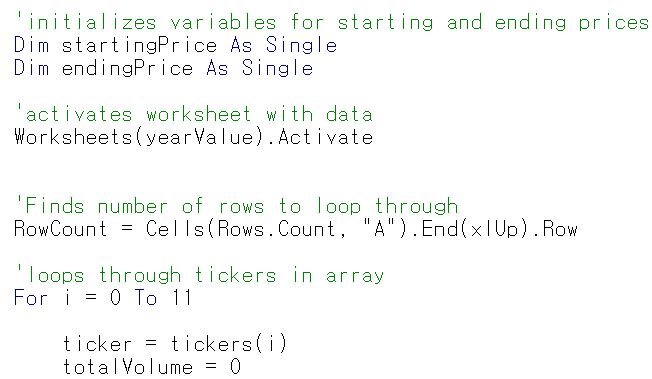 'initializes variables for starting and ending prices
Dim startingPrice As Single
Dim endingPrice As Single
'activates worksheet with data
Worksheets(yearValue).Activate
'Finds number of rows to loop through
RowCount = Cells(Rows.Count, "A").End(xlUp).Row
'loops through tickers in array
For i = 0 To 11
ticker = tickers(i)
totalVolume = 0